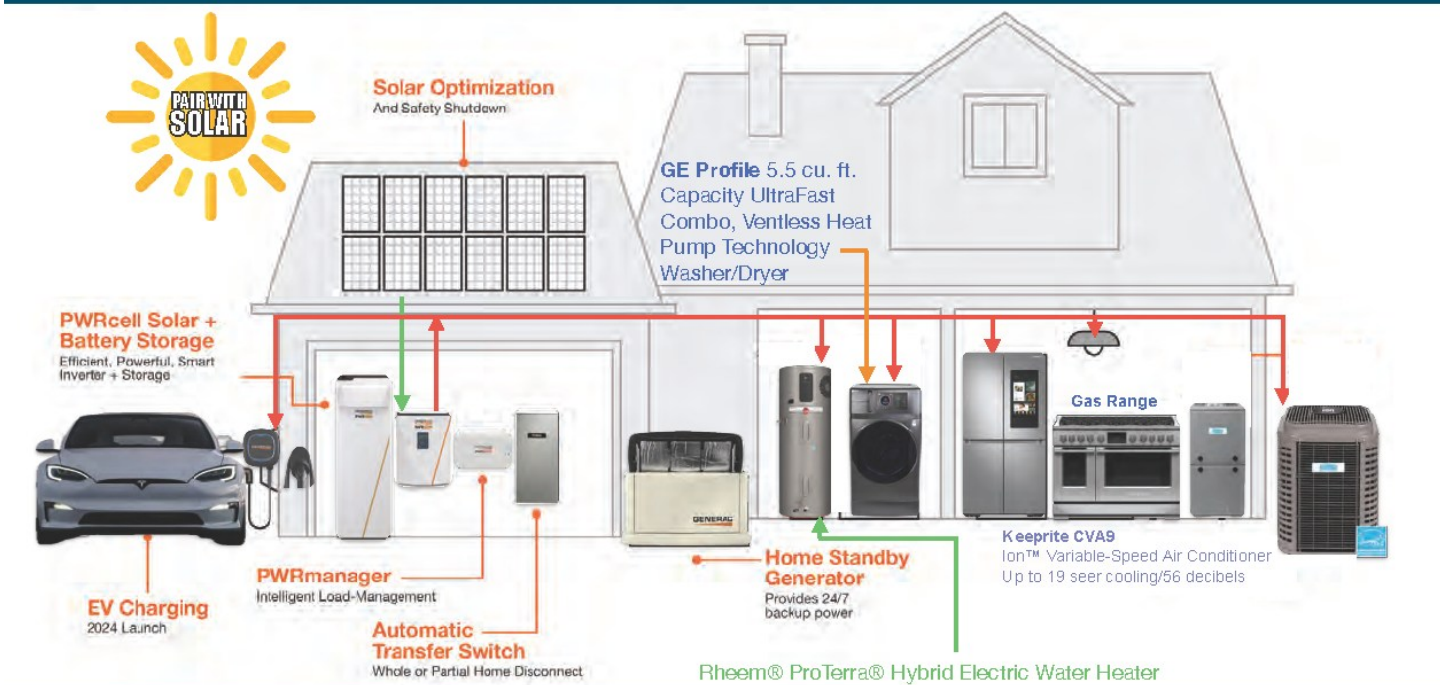 PAIR WITH
SOLAR
Solar Optimization
And Safety Shutdown
GE Profile 5.5 cu. ft.
Capacity UltraFast
Combo, Ventless Heat
Pump Technology
Washer/Dryer
PWRcell Solar +
Battery Storage
Efficient, Powerful, Smart
Inverter + Storage
Gas Range
GENERAC
Keeprite CVA9
Ion™ Variable-Speed Air Conditioner
Up to 19 seer cooling/56 decibels
Home Standby
Generator
Provides 24/7
backup power
PWRmanager
Intelligent Load-Management
EV Charging
2024 Launch
Automatic
Transfer Switch
Whole or Partial Home Disconnect
Rheem® ProTerra® Hybrid Electric Water Heater